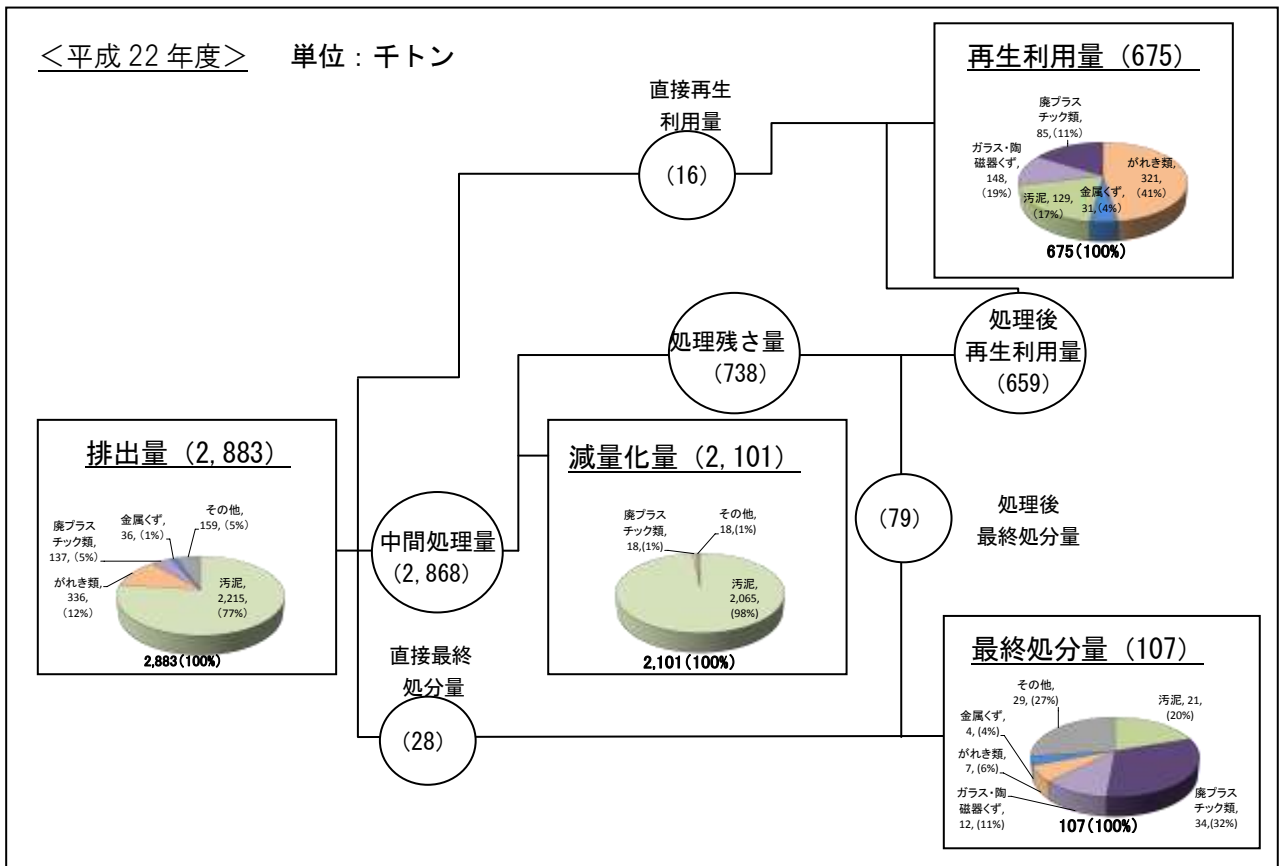 ＜平成 22 年度＞　単位：千トン
直接再生
利用量
(16)
再生利用量（675）
廃プラス
チック類,
85,(11%)
ガラス・陶
磁器くず,
148,
(19%)
がれき類,
321,
(41%)
汚泥, 129,
(17%)
金属くず,
31,(4%)
675(100%)
処理残さ量
(738)
処理後
再生利用量
(659)
排出量（2,883）
その他,
159, (5%)
金属くず,
36, (1%)
廃プラス
チック類,
137, (5%)
がれき類,
336,
(12%)
汚泥,
2,215,
(77%)
2,883(100%)
中間処理量
(2,868)
減量化量（2,101）
廃プラス
チック類,
18,(1%)
その他,
18,(1%)
汚泥,
2,065,
(98%)
2,101(100%)
(79)
処理後
最終処分量
直接最終
処分量
(28)
最終処分量（107）
その他,
29, (27%)
汚泥, 21,
(20%)
金属くず,
4, (4%)
がれき類,
7, (6%)
ガラス・陶
磁器くず,
12, (11%)
廃プラス
チック類,
34,(32%)
107(100%)